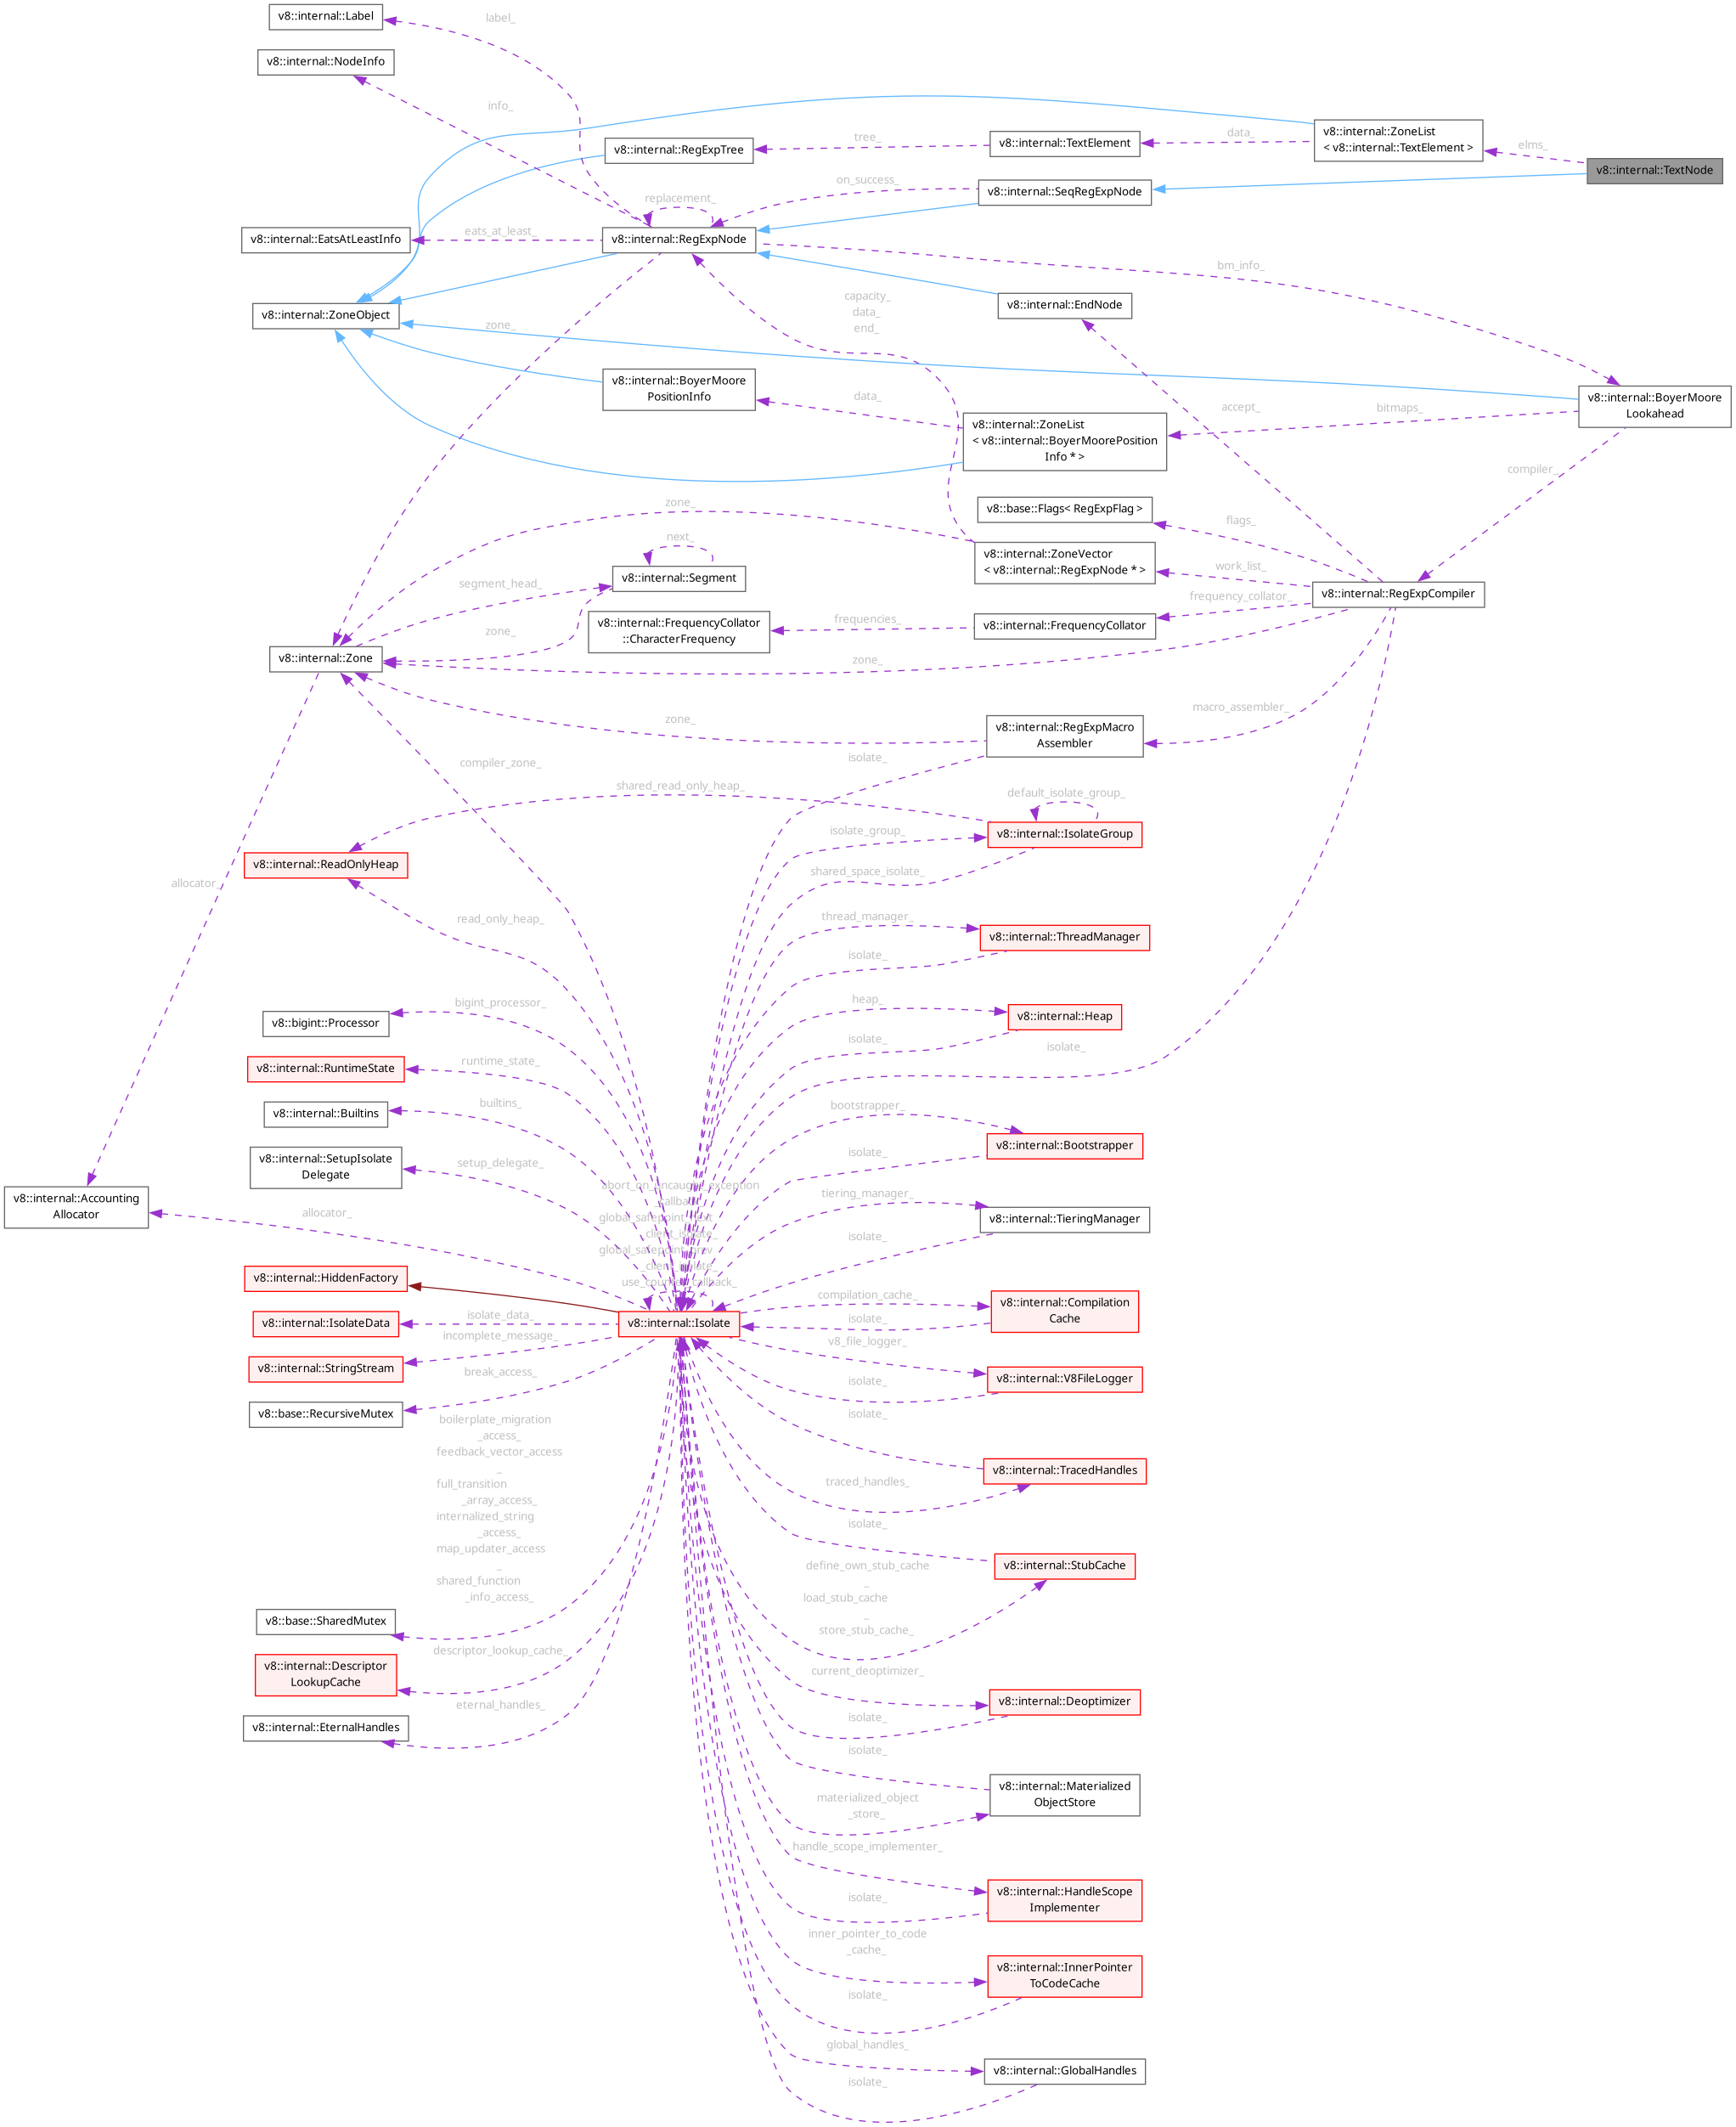 v8::internal::Label
label_
v8::internal::NodeInfo
info_
v8::internal::RegExpTree
tree_
v8::internal::TextElement
data_
v8::internal::ZoneList
< v8::internal::TextElement >
elms_
v8::internal::TextNode
on_success_
v8::internal::SeqRegExpNode
replacement_
v8::internal::EatsAtLeastInfo
eats_at_least_
v8::internal::RegExpNode
bm_info_
v8::internal::ZoneObject
zone_
capacity_
data_
end_
v8::internal::EndNode
v8::internal::BoyerMoore
PositionInfo
data_
v8::internal::ZoneList
< v8::internal::BoyerMoorePosition
Info * >
accept_
bitmaps_
v8::internal::BoyerMoore
Lookahead
compiler_
v8::base::Flags< RegExpFlag >
flags_
zone_
next_
v8::internal::Segment
segment_head_
v8::internal::ZoneVector
< v8::internal::RegExpNode * >
work_list_
v8::internal::RegExpCompiler
frequency_collator_
v8::internal::FrequencyCollator
::CharacterFrequency
frequencies_
v8::internal::FrequencyCollator
zone_
v8::internal::Zone
zone_
macro_assembler_
zone_
v8::internal::RegExpMacro
Assembler
compiler_zone_
isolate_
shared_read_only_heap_
default_isolate_group_
isolate_group_
v8::internal::IsolateGroup
v8::internal::ReadOnlyHeap
shared_space_isolate_
allocator_
read_only_heap_
thread_manager_
v8::internal::ThreadManager
isolate_
bigint_processor_
v8::bigint::Processor
heap_
v8::internal::Heap
isolate_
isolate_
runtime_state_
v8::internal::RuntimeState
builtins_
v8::internal::Builtins
bootstrapper_
v8::internal::Bootstrapper
isolate_
v8::internal::SetupIsolate
Delegate
setup_delegate_
v8::internal::Accounting
Allocator
allocator_
abort_on_uncaught_exception
_callback_
global_safepoint_next
_client_isolate_
global_safepoint_prev
_client_isolate_
use_counter_callback_
tiering_manager_
v8::internal::TieringManager
isolate_
v8::internal::HiddenFactory
v8::internal::IsolateData
isolate_data_
v8::internal::Isolate
compilation_cache_
isolate_
v8::internal::Compilation
Cache
incomplete_message_
v8::internal::StringStream
v8_file_logger_
v8::internal::V8FileLogger
isolate_
break_access_
v8::base::RecursiveMutex
isolate_
boilerplate_migration
_access_
feedback_vector_access
_
full_transition
_array_access_
internalized_string
_access_
map_updater_access
_
shared_function
_info_access_
v8::internal::TracedHandles
traced_handles_
isolate_
v8::internal::StubCache
define_own_stub_cache
_
load_stub_cache
_
store_stub_cache_
v8::base::SharedMutex
descriptor_lookup_cache_
v8::internal::Descriptor
LookupCache
current_deoptimizer_
v8::internal::Deoptimizer
isolate_
eternal_handles_
v8::internal::EternalHandles
isolate_
v8::internal::Materialized
ObjectStore
materialized_object
_store_
handle_scope_implementer_
v8::internal::HandleScope
Implementer
isolate_
inner_pointer_to_code
_cache_
v8::internal::InnerPointer
ToCodeCache
isolate_
global_handles_
v8::internal::GlobalHandles
isolate_